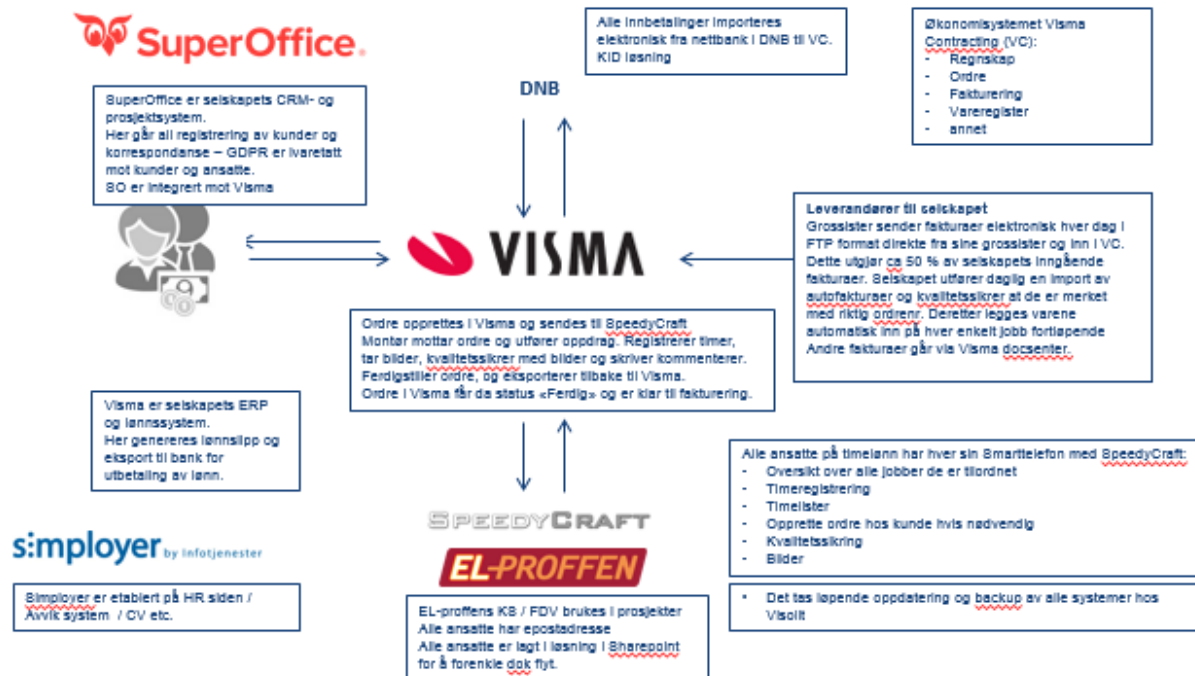 SuperOffice
SuperOffice er selskapets CRM- og
prosjektsystem.
Her går all registrering av kunder og
korrespondanse – GDPR er ivaretatt
mot kunder og ansatte.
SO er integrert mot Visma
Alle innbetalinger importeres
elektronisk fra nettbank i DNB til VC.
KID løsning
DNB
Økonomisystemet Visma
Contracting (VC):
- Regnskap
- Ordre
- Fakturering
- Vareregister
- annet
VISMA
Leverandører til selskapet
Grossister sender fakturaer elektronisk hver dag i
FTP format direkte fra sine grossister og inn i VC.
Dette utgjør ca 50 % av selskapets inngående
fakturaer. Selskapet utfører daglig en import av
autofakturaer og kvalitetssikrer at de er merket
med riktig ordrenr. Deretter legges varene
automatisk inn på hver enkelt jobb fortløpende
Andre fakturaer går via Visma docsenter.
Ordre opprettes i Visma og sendes til SpeedyCraft
Montør mottar ordre og utfører oppdrag. Registrerer timer,
tar bilder, kvalitetssikrer med bilder og skriver kommenterer.
Ferdigstiller ordre, og eksporterer tilbake til Visma.
Ordre i Visma får da status «Ferdig» og er klar til fakturering.
Visma er selskapets ERP
og lønnssystem.
Her genereres lønnslipp og
eksport til bank for
utbetaling av lønn.
Alle ansatte på timelønn har hver sin Smarttelefon med SpeedyCraft:
- Oversikt over alle jobber de er tilordnet
- Timeregistrering
- Timelister
- Opprette ordre hos kunde hvis nødvendig
- Kvalitetssikring
- Bilder
SPEEDYCRAFT
EL-PROFFEN
simployer by Infotjenester
Simployer er etablert på HR siden /
Avvik system / CV etc.
EL-proffens KS / FDV brukes i prosjekter
Alle ansatte har epostadresse
Alle ansatte er lagt i løsning i Sharepoint
for å forenkle dok flyt.
• Det tas løpende oppdatering og backup av alle systemer hos
Visolit